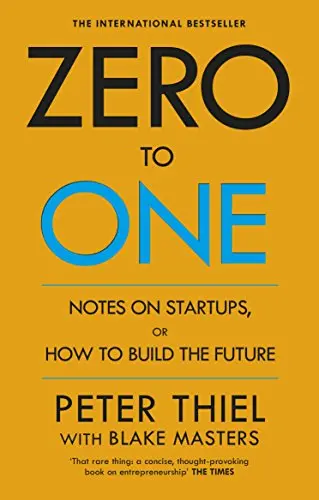 THE INTERNATIONAL BESTSELLER
ZERO
TO
ONE
NOTES ON STARTUPS,
OR
HOW TO BUILD THE FUTURE
PETER THIEL
WITH BLAKE MASTERS
'That rare thing: a concise, thought-provoking
book on entrepreneurship' THE TIMES